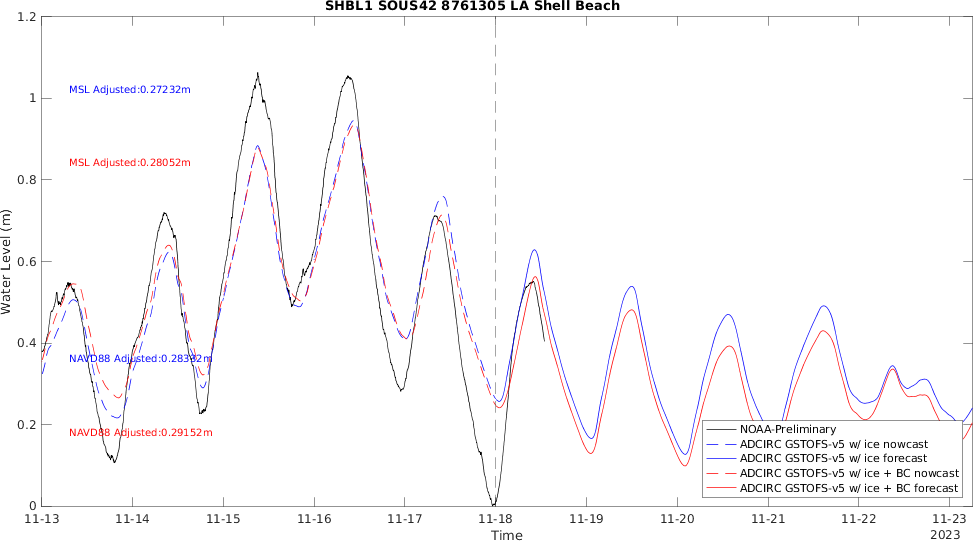 SHBL1 SOUS42 8761305 LA Shell Beach
1.2
1
0.8
0.6
0.4
0.2
0
Water Level (m)
MSL Adjusted:0.27232m
MSL Adjusted:0.28052m
NAVD88 Adjusted:0.28332m
NAVD88 Adjusted:0.29152m
NOAA-Preliminary
ADCIRC GSTOFS-v5 w/ ice nowcast
ADCIRC GSTOFS-v5 w/ ice forecast
ADCIRC GSTOFS-v5 w/ ice + BC nowcast
ADCIRC GSTOFS-v5 w/ ice + BC forecast
11-13 11-14 11-15 11-16 11-17 11-18 11-19 11-20 11-21 11-22 11-23
Time
2023